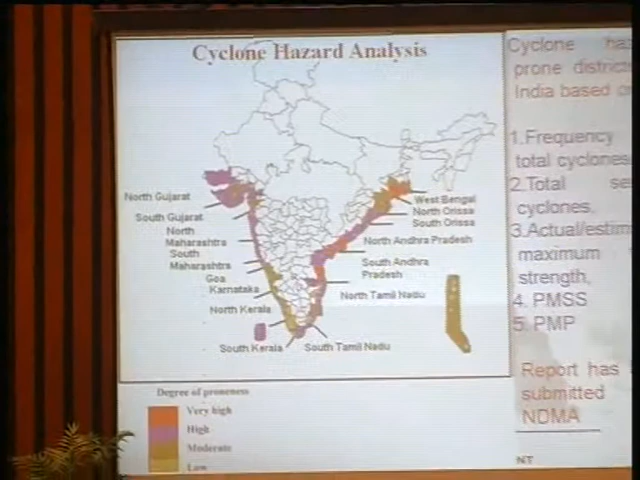 Cyclone Hazard Analysis
North Gujarat
South Gujarat
North
Maharashtra
South
Maharashtra
Goa
Karnataka
North Kerala
South Kerala
South Tamil Nadu
West Bengal
North Orissa
South Orissa
North Andhra Pradesh
South Andhra
Pradesh
North Tamil Nadu
Degree of proneness
Very high
High
Moderate
Low
Cyclone haz
prone districts
India based o
1.Frequency
total cyclones
2.Total se
cyclones,
3.Actual/estim
maximum
strength,
4. PMSS
5. PMP
Report has
submitted
NDMA
NT